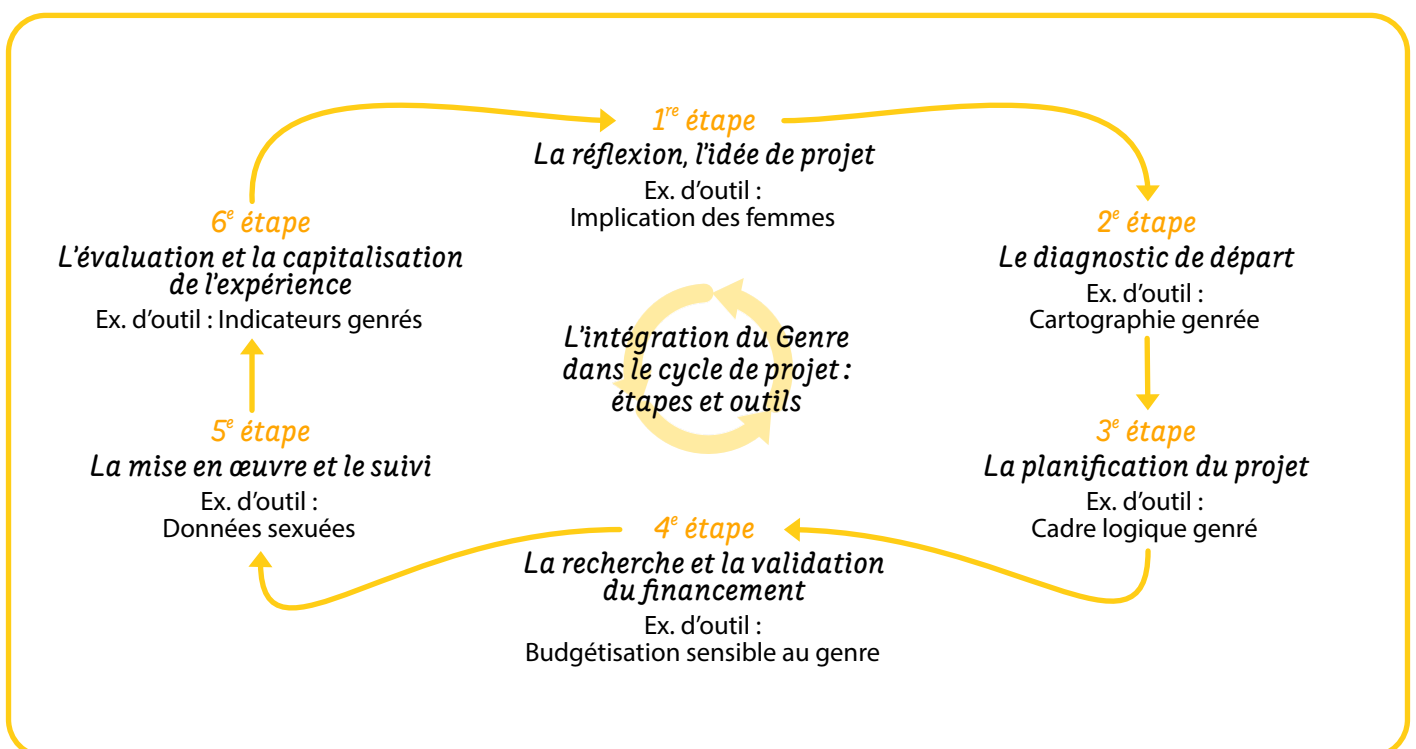 1re étape
La réflexion, l'idée de projet
Ex. d'outil :
Implication des femmes
2e étape
Le diagnostic de départ
Ex. d'outil :
Cartographie genrée
3e étape
La planification du projet
Ex. d'outil :
Cadre logique genré
4e étape
La recherche et la validation
du financement
Ex. d'outil :
Budgétisation sensible au genre
5e étape
La mise en œuvre et le suivi
Ex. d'outil :
Données sexuées
6e étape
L'évaluation et la capitalisation
de l'expérience
Ex. d'outil : Indicateurs genrés
L'intégration du Genre
dans le cycle de projet :
étapes et outils